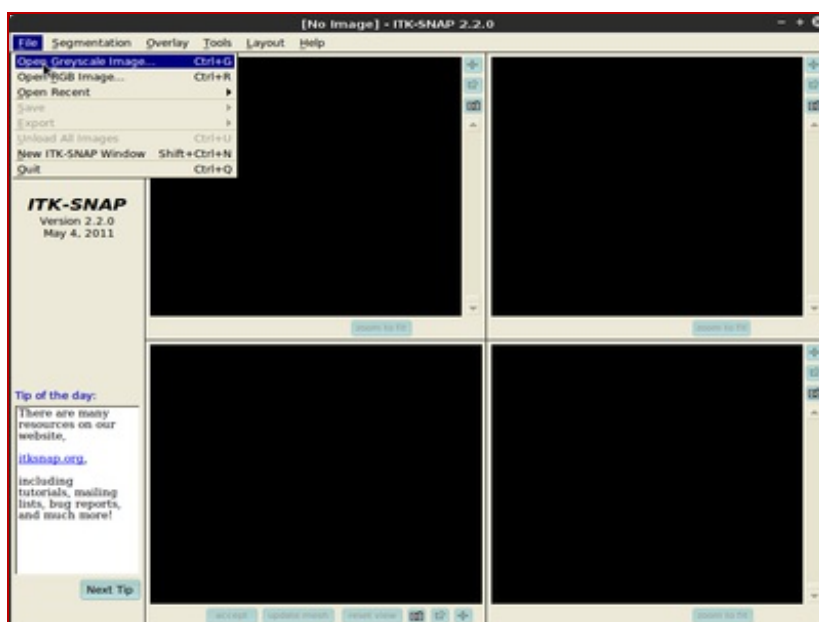 [No Image] - ITK-SNAP 2.2.0
File Segmentation Overlay Tools Layout Help
Open Greyscale Image... Ctrl+G
Open RGB Image... Ctrl+R
Open Recent
Save
Export
Unload All Images Ctrl+U
New ITK-SNAP Window Shift+Ctrl+N
Quit Ctrl+Q
ITK-SNAP
Version 2.2.0
May 4, 2011
zoom to fit zoom to fit
Tip of the day:
There are many
resources on our
website,
itksnap.org,
including
tutorials, mailing
lists, bug reports,
and much more!
Next Tip
accept update mesh reset view zoom to fit